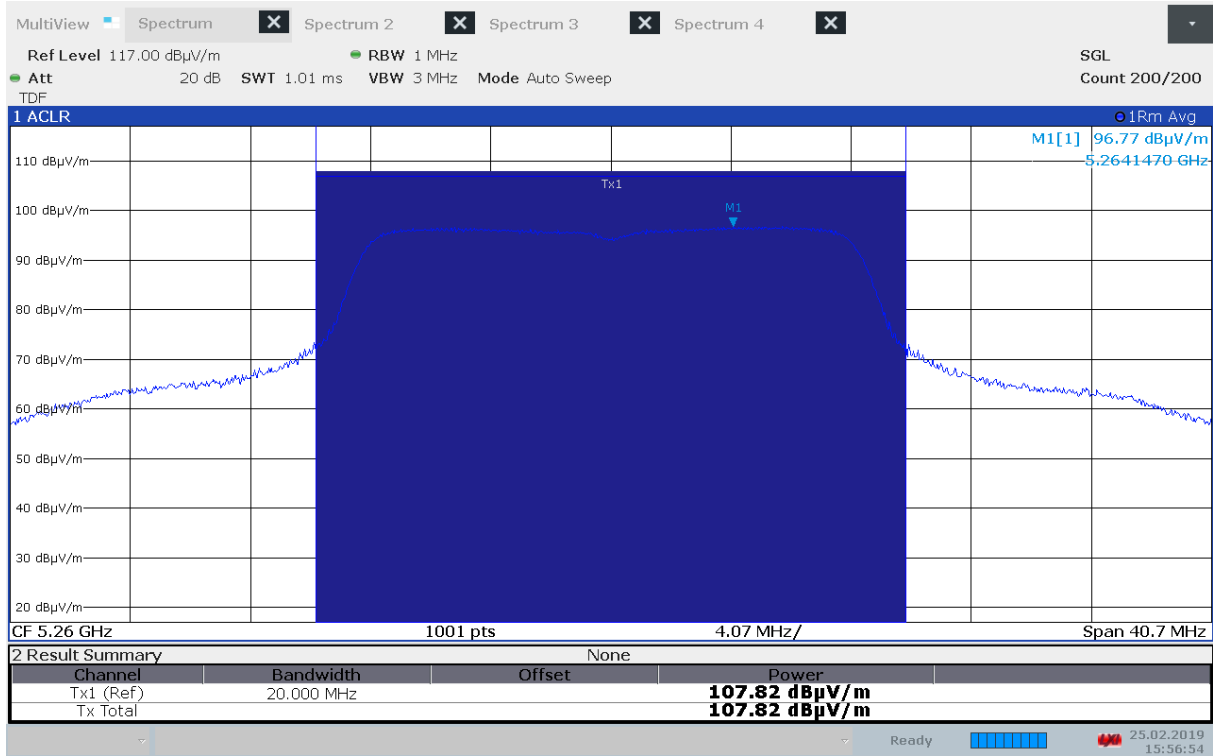 MultiView Spectrum X Spectrum 2 X Spectrum 3 X Spectrum 4 X
Ref Level 117.00 dBµV/m RBW 1 MHz SGL
Att 20 dB SWT 1.01 ms VBW 3 MHz Mode Auto Sweep Count 200/200
TDF
1 ACLR 1Rm Avg
M1[1] 96.77 dBµV/m
110 dBµV/m 5.2641470 GHz
Tx1
100 dBµV/m M1
90 dBµV/m
80 dBµV/m
70 dBµV/m
60 dBµV/m
50 dBµV/m
40 dBµV/m
30 dBµV/m
20 dBµV/m
CF 5.26 GHz 1001 pts 4.07 MHz/ Span 40.7 MHz
2 Result Summary None
Channel Bandwidth Offset Power
Tx1 (Ref) 20.000 MHz 107.82 dBµV/m
Tx Total 107.82 dBµV/m
Ready 25.02.2019
15:56:54